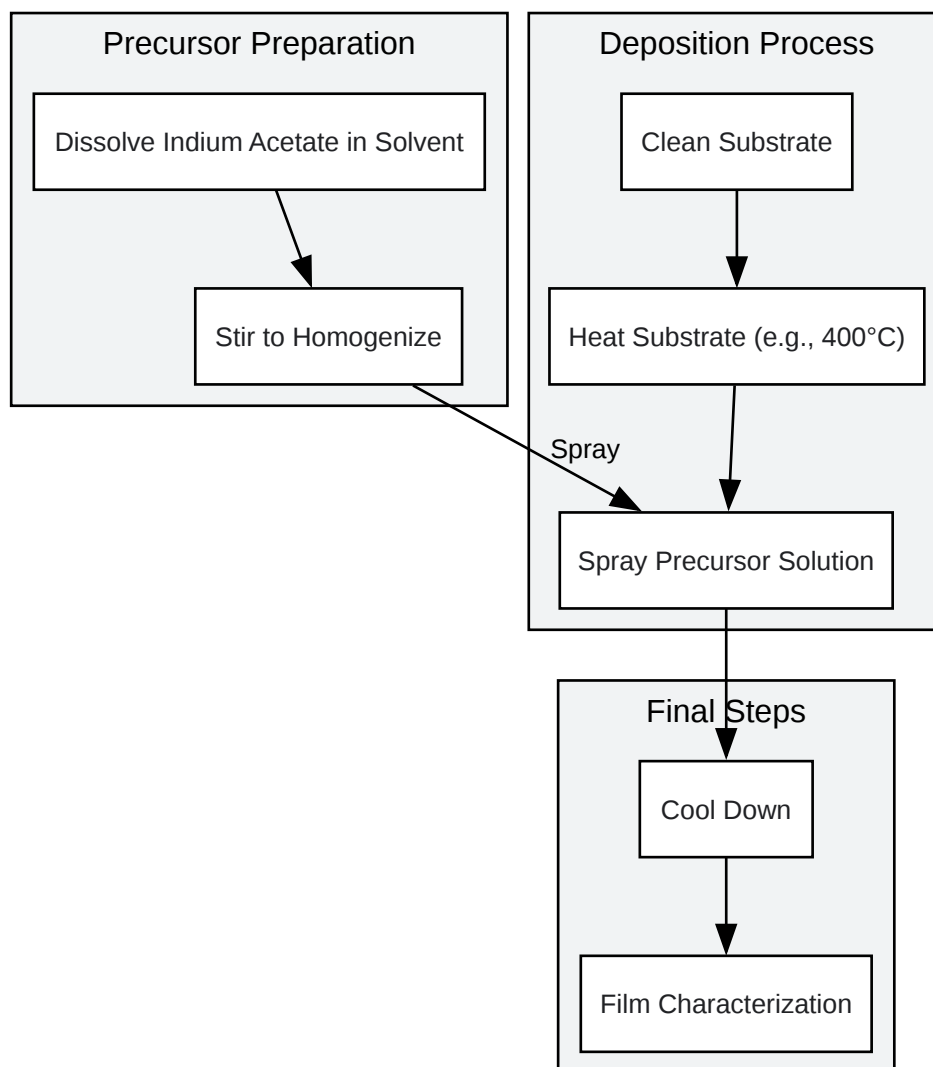 Precursor Preparation
Dissolve Indium Acetate in Solvent
Stir to Homogenize
Deposition Process
Clean Substrate
Heat Substrate (e.g., 400°C)
Spray
Spray Precursor Solution
Final Steps
Cool Down
Film Characterization